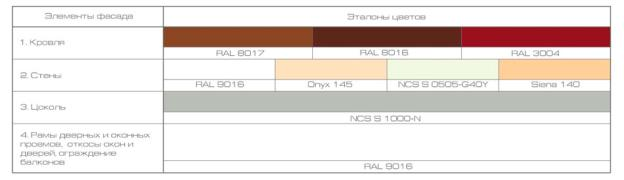 Элементы фасада
Эталоны цветов
1. Кровля
RAL 8017
RAL 8016
RAL 3004
2. Стены
RAL 9016
Onyx 145
NCS S 0505-G40Y
Siena 140
3. Цоколь
NCS S 1000-N
4. Рамы дверных и оконных
проемов, откосы окон и
дверей, ограждение
балконов
RAL 9016